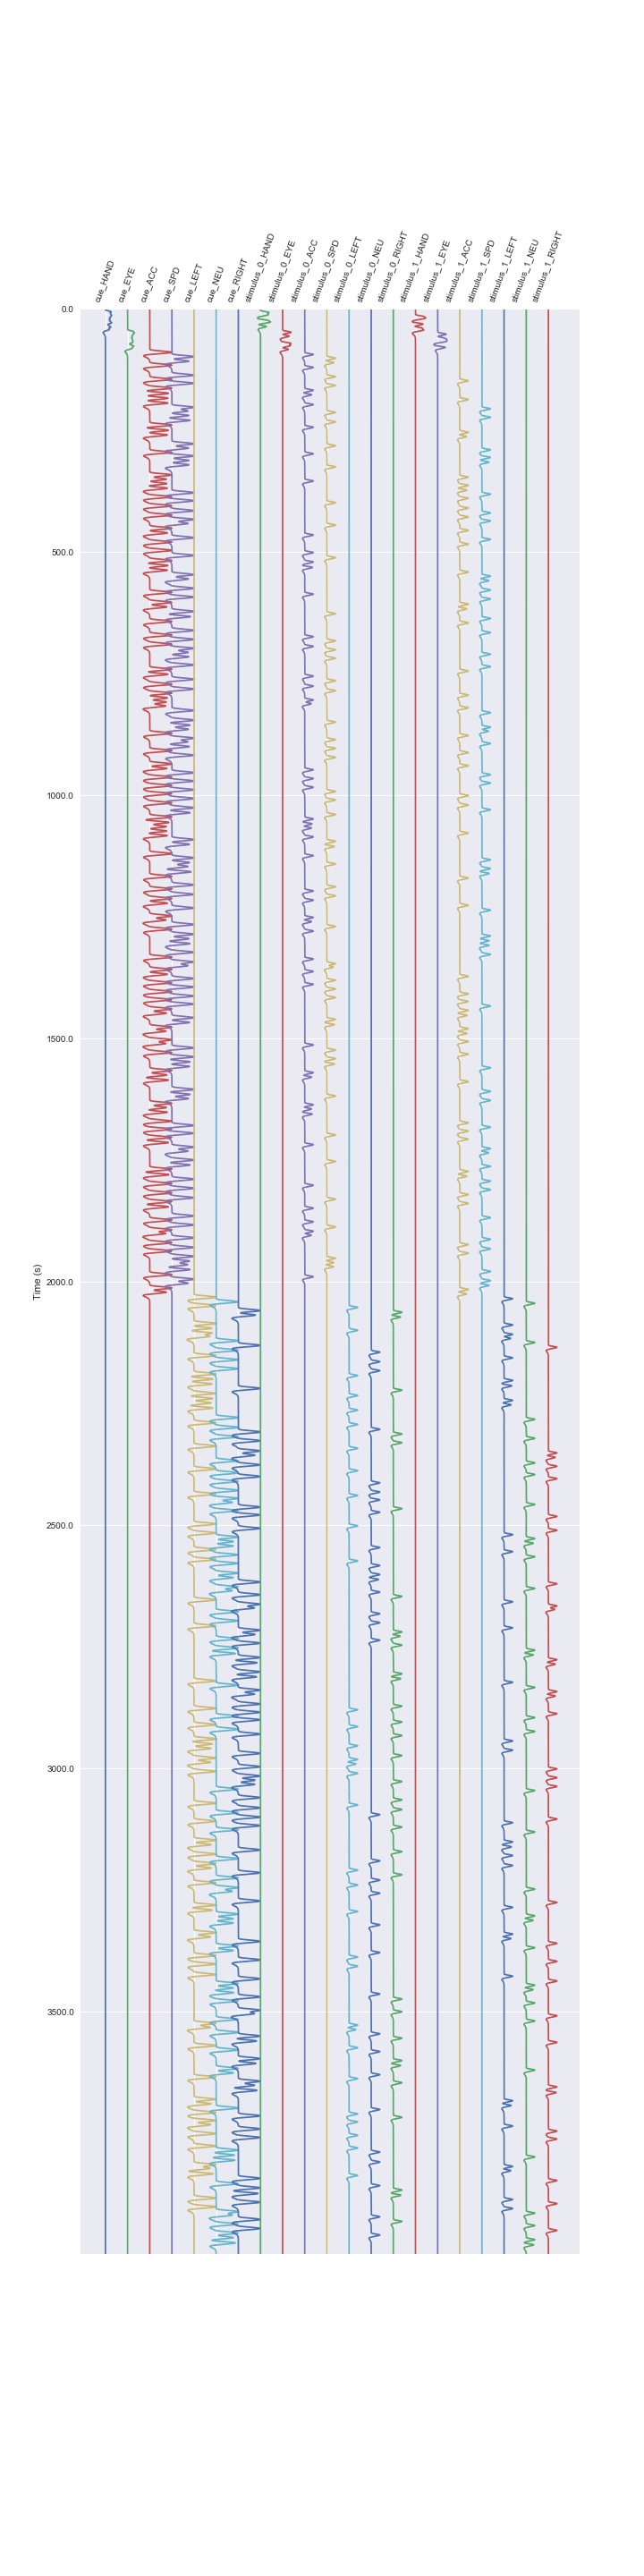 cue_HAND
cue_EYE
cue_ACC
cue_SPD
cue_LEFT
cue_NEU
cue_RIGHT
stimulus_0_HAND
stimulus_0_EYE
stimulus_0_ACC
stimulus_0_SPD
stimulus_0_LEFT
stimulus_0_NEU
stimulus_0_RIGHT
stimulus_1_HAND
stimulus_1_EYE
stimulus_1_ACC
stimulus_1_SPD
stimulus_1_LEFT
stimulus_1_NEU
stimulus_1_RIGHT
0.0
500.0
1000.0
1500.0
2000.0
2500.0
3000.0
3500.0
Time (s)